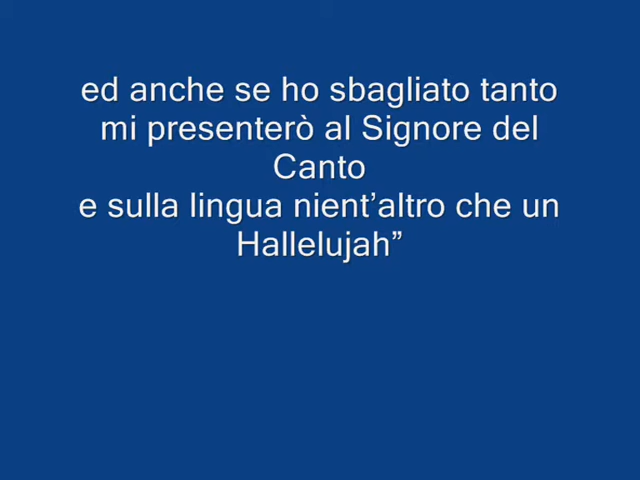 ed anche se ho sbagliato tanto
mi presenterò al Signore del
Canto
e sulla lingua nient’altro che un
Hallelujah”